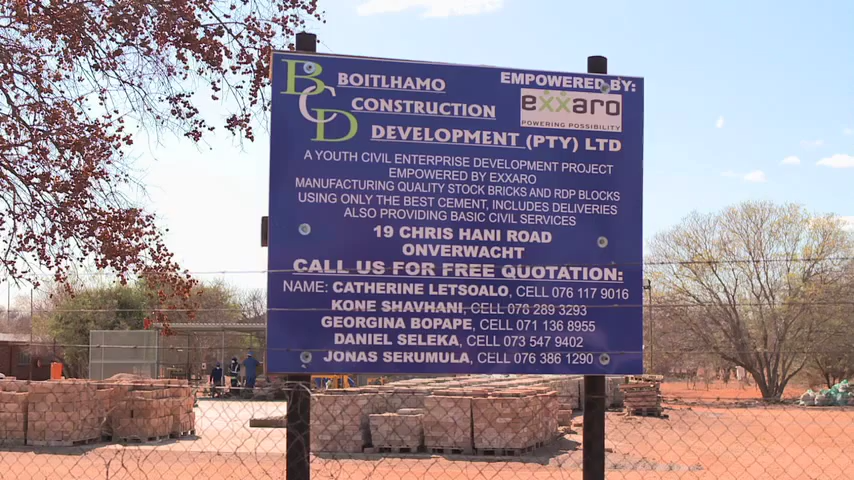 BCD
BOITLHAMO
CONSTRUCTION
DEVELOPMENT (PTY) LTD
EMPOWERED BY:
exxaro
POWERING POSSIBILITY
A YOUTH CIVIL ENTERPRISE DEVELOPMENT PROJECT
EMPOWERED BY EXXARO
MANUFACTURING QUALITY STOCK BRICKS AND RDP BLOCKS
USING ONLY THE BEST CEMENT, INCLUDES DELIVERIES
ALSO PROVIDING BASIC CIVIL SERVICES
19 CHRIS HANI ROAD
ONVERWACHT
CALL US FOR FREE QUOTATION:
NAME: CATHERINE LETSOALO, CELL 076 117 9016
KONE SHAVHANI, CELL 076 289 3293
GEORGINA BOPAPE, CELL 071 136 8955
DANIEL SELEKA, CELL 073 547 9402
JONAS SERUMULA, CELL 076 386 1290